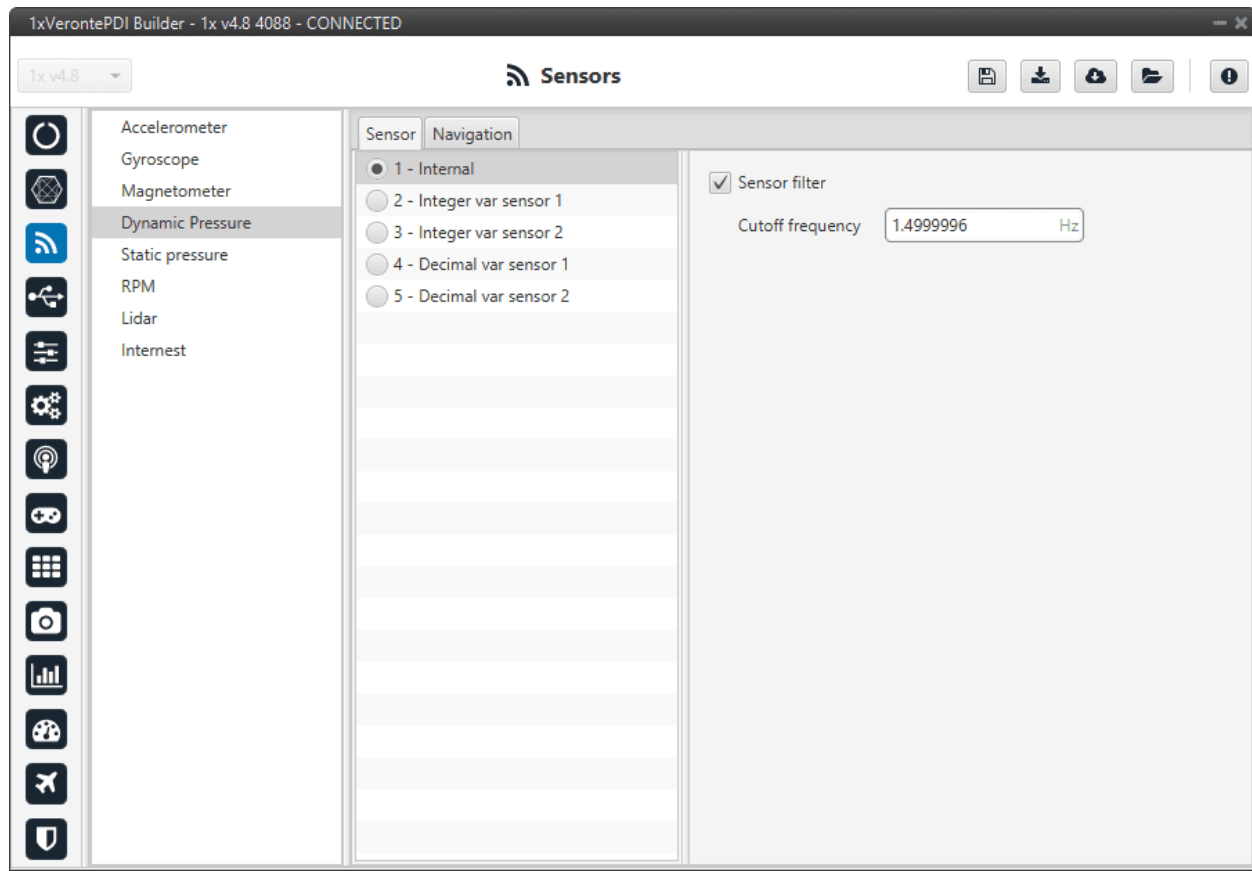 1xVerontePDI Builder - 1x v4.8 4088 - CONNECTED
1x v4.8
Sensors
Accelerometer
Gyroscope
Magnetometer
Dynamic Pressure
Static pressure
RPM
Lidar
Internest
Sensor Navigation
1 - Internal
2 - Integer var sensor 1
3 - Integer var sensor 2
4 - Decimal var sensor 1
5 - Decimal var sensor 2
Sensor filter
Cutoff frequency 1.4999996 Hz